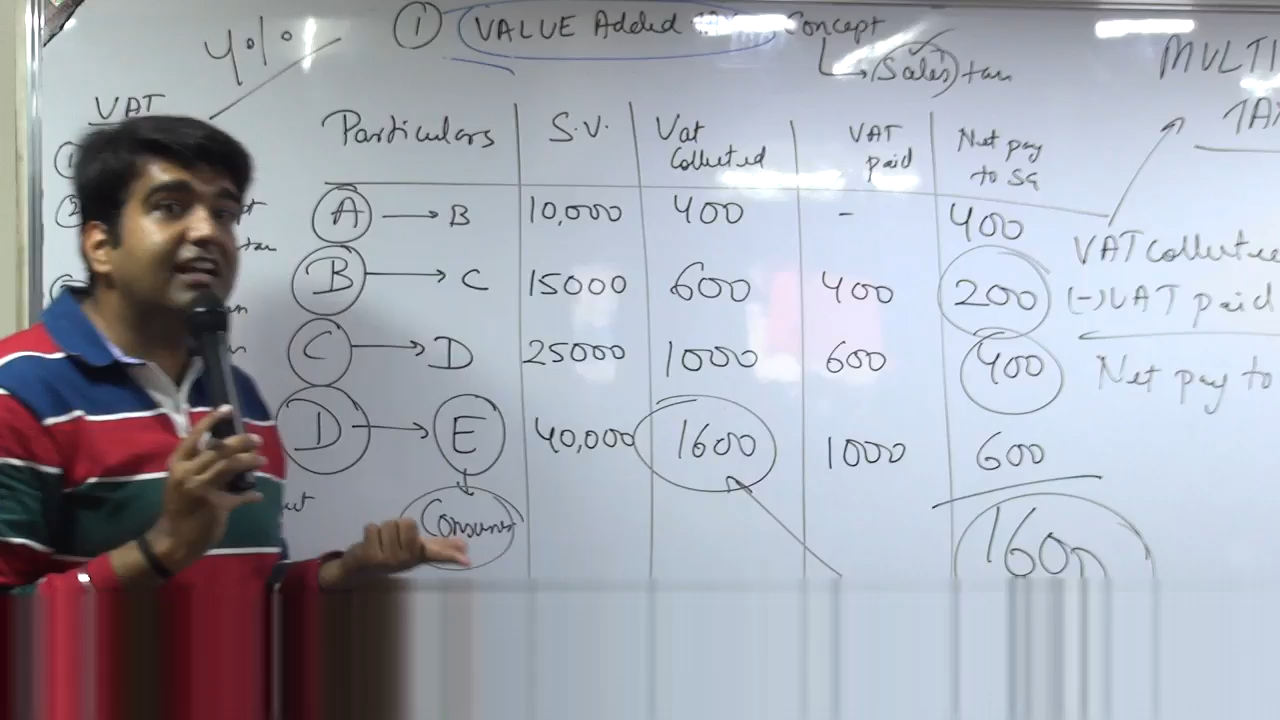 4%
① VALUE Added Concept
↳ (Sales) tax
MULTI
TAX
VAT
Particulars S.V. Vat Collected VAT paid Net pay to SG
A → B 10,000 400 - 400
B → C 15000 600 400 200
C → D 25000 1000 600 400
D → E 40,000 1600 1000 600
Consumer
1600
VAT collected
(-) VAT paid
Net pay to